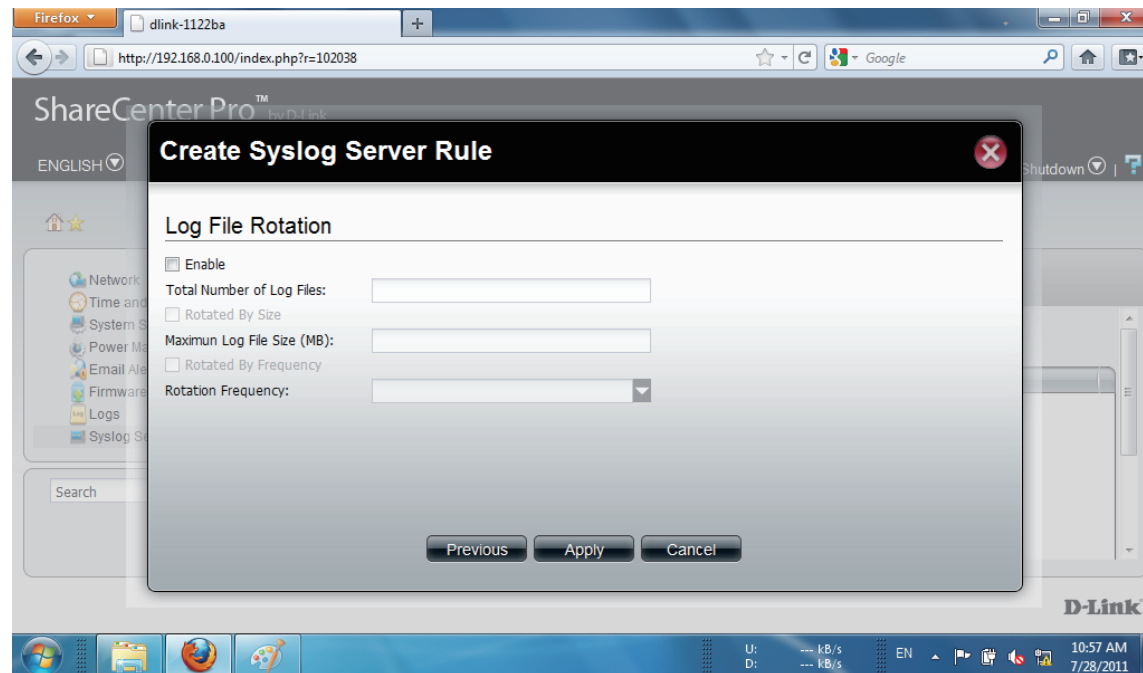 Firefox
dlink-1122ba
http://192.168.0.100/index.php?r=102038
Google
ShareCenter Pro™ by D-Link
ENGLISH
Shutdown
Create Syslog Server Rule
Log File Rotation
Enable
Total Number of Log Files:
Rotated By Size
Maximun Log File Size (MB):
Rotated By Frequency
Rotation Frequency:
Previous
Apply
Cancel
Network
Time and
System S
Power Ma
Email Ale
Firmware
Logs
Syslog Se
Search
D-Link
U: --- kB/s
D: --- kB/s
EN
10:57 AM
7/28/2011